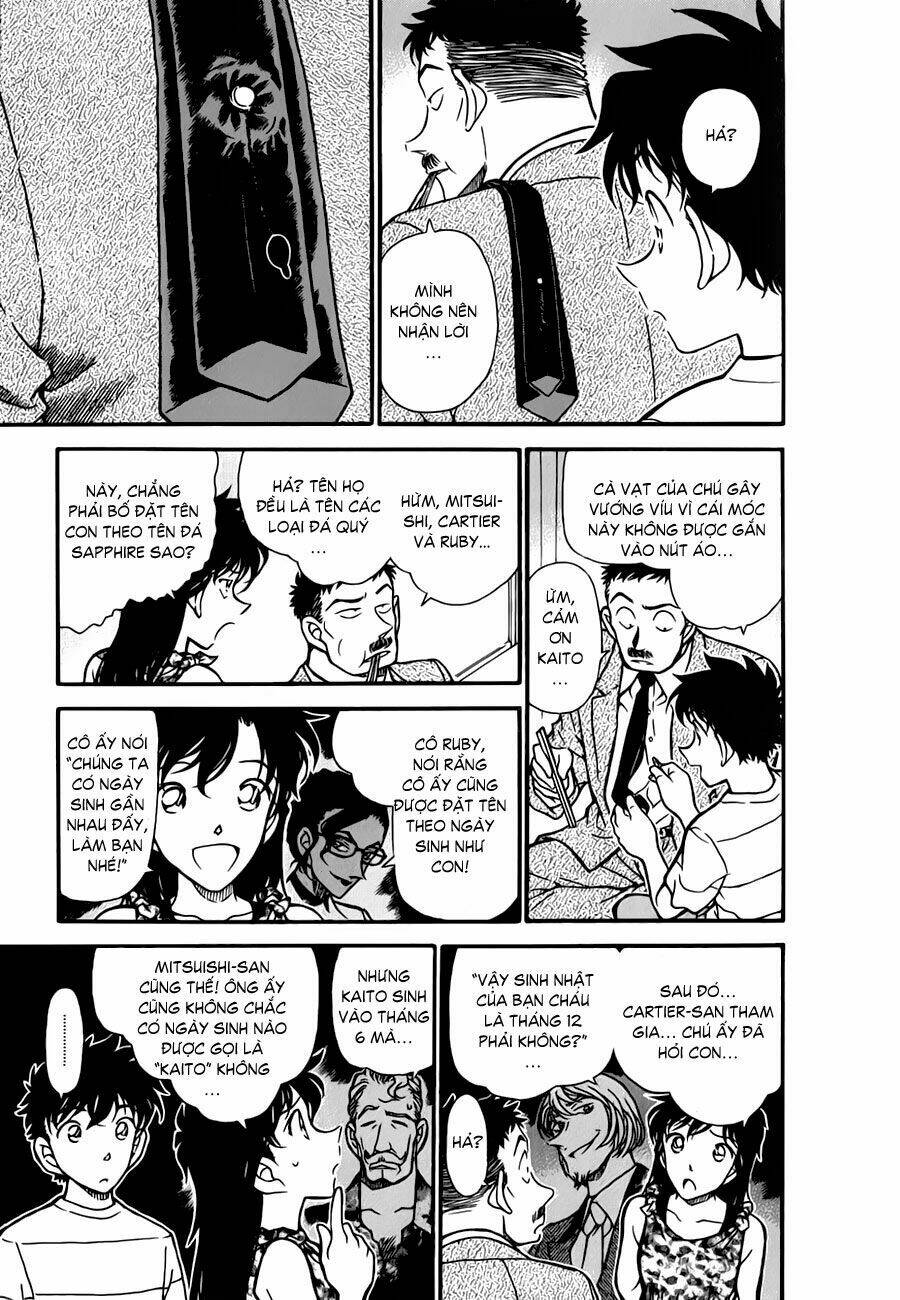 HẢ?
MÌNH
KHÔNG NÊN
NHẬN LỜI
...
CÀ VẠT CỦA CHÚ GÂY
VƯỚNG VÍU VÌ CÁI MÓC
NÀY KHÔNG ĐƯỢC GẮN
VÀO NÚT ÁO...
ỪM,
CẢM
ƠN
KAITO
...
HỪM, MITSUI-
SHI, CARTIER
VÀ RUBY...
HẢ? TÊN HỌ
ĐỀU LÀ TÊN CÁC
LOẠI ĐÁ QUÝ
...
NÀY, CHẲNG
PHẢI BỐ ĐẶT TÊN
CON THEO TÊN ĐÁ
SAPPHIRE SAO?
CÔ RUBY,
NÓI RẰNG
CÔ ẤY CŨNG
ĐƯỢC ĐẶT TÊN
THEO NGÀY
SINH NHƯ
CON!
CÔ ẤY NÓI
“CHÚNG TA
CÓ NGÀY
SINH GẦN
NHAU ĐẤY,
LÀM BẠN
NHÉ!”
SAU ĐÓ...
CARTIER-SAN THAM
GIA... CHÚ ẤY ĐÃ
HỎI CON...
“VẬY SINH NHẬT
CỦA BẠN CHÁU
LÀ THÁNG 12
PHẢI KHÔNG?”
...
HẢ?
NHƯNG
KAITO SINH
VÀO THÁNG
6 MÀ...
MITSUISHI-SAN
CŨNG THẾ! ÔNG ẤY
CŨNG KHÔNG CHẮC
CÓ NGÀY SINH NÀO
ĐƯỢC GỌI LÀ
“KAITO” KHÔNG
...
.........